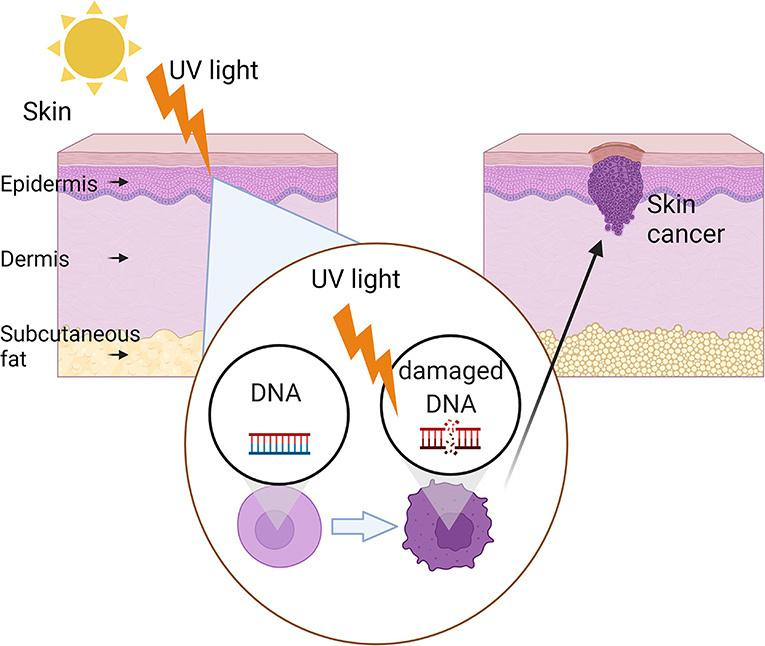 UV light
Skin
Epidermis
Dermis
Subcutaneous
fat
Skin
cancer
UV light
DNA
damaged
DNA